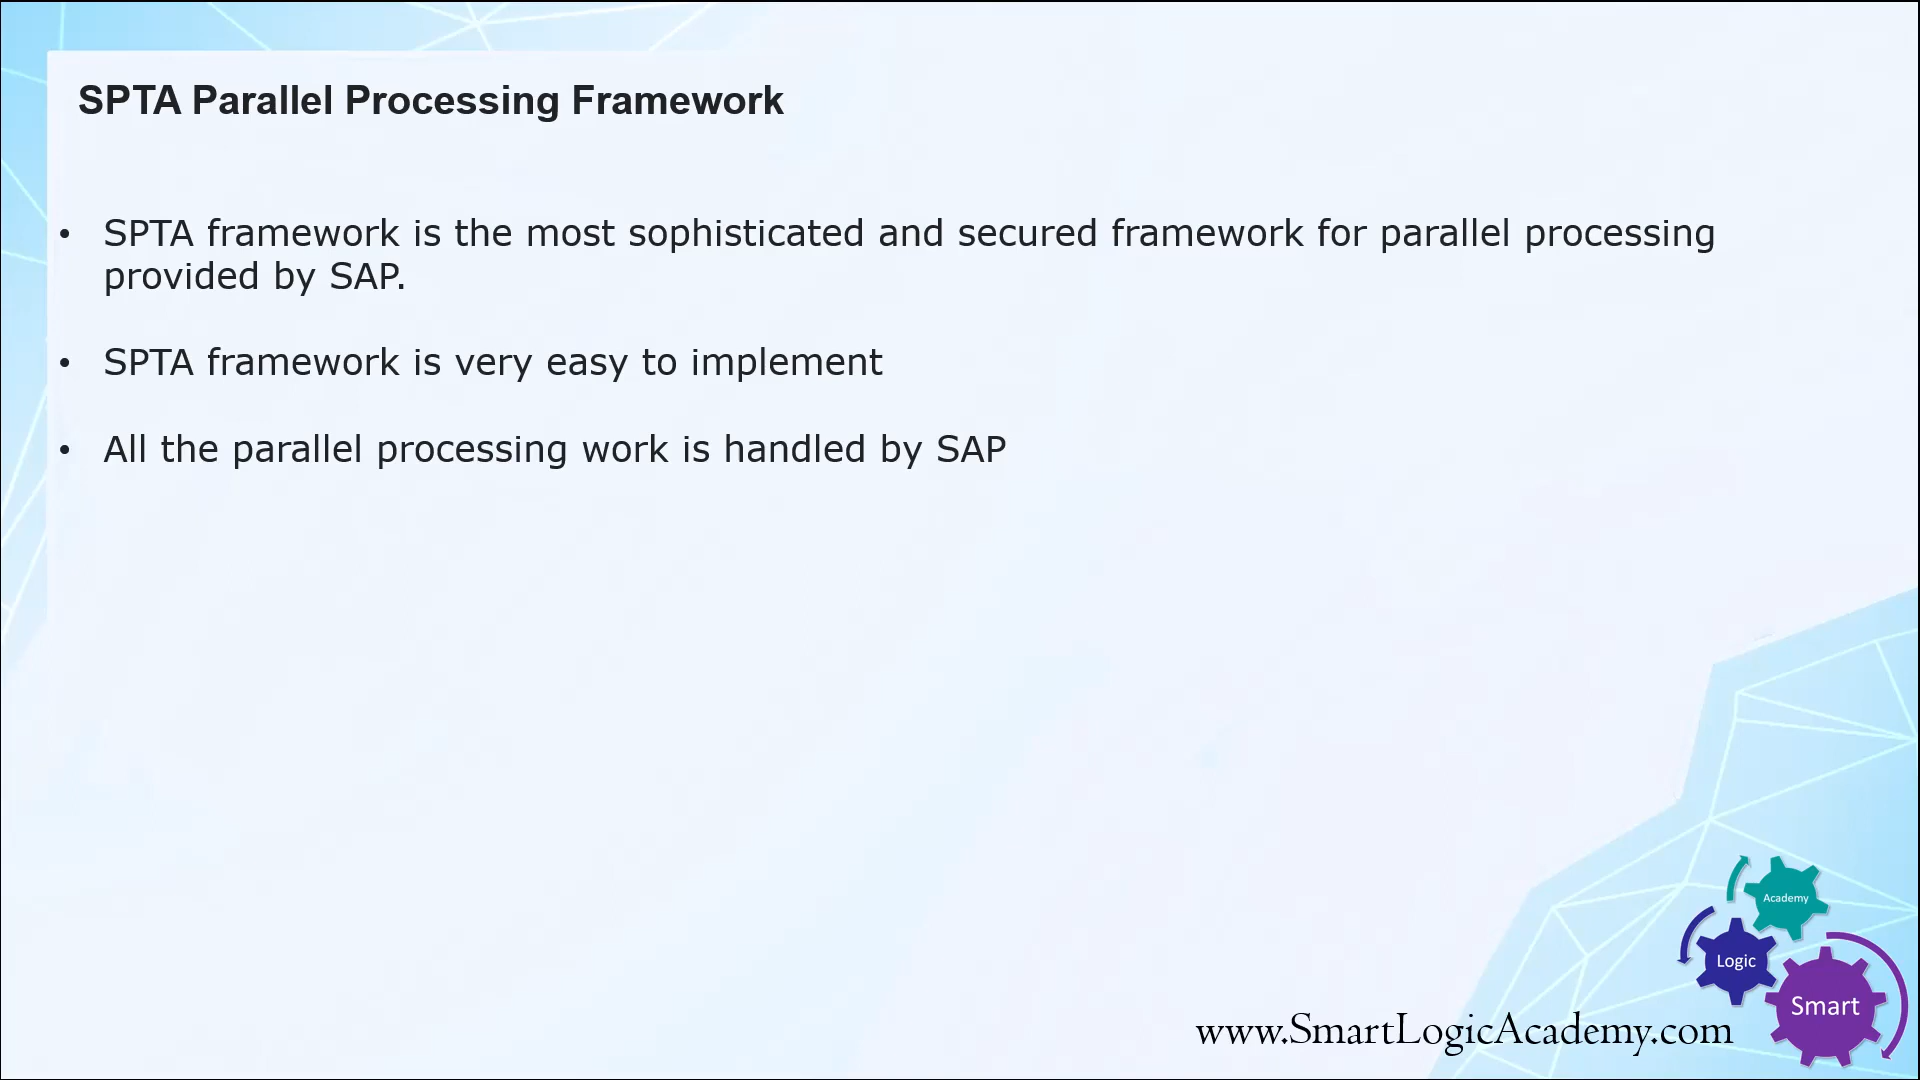 SPTA Parallel Processing Framework
• SPTA framework is the most sophisticated and secured framework for parallel processing
provided by SAP.
• SPTA framework is very easy to implement
• All the parallel processing work is handled by SAP
Academy
Logic
Smart
www.SmartLogicAcademy.com